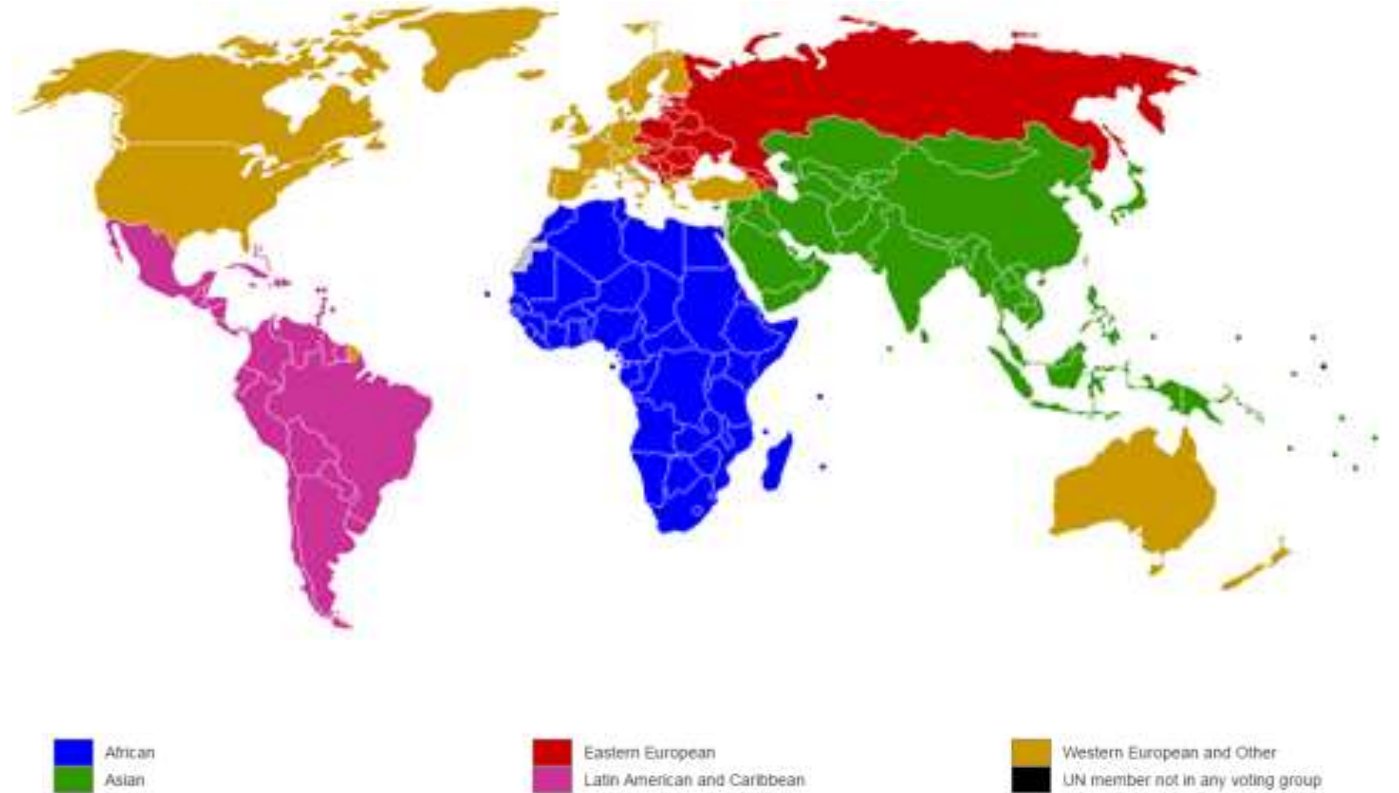 African
Asian
Eastern European
Latin American and Caribbean
Western European and Other
UN member not in any voting group